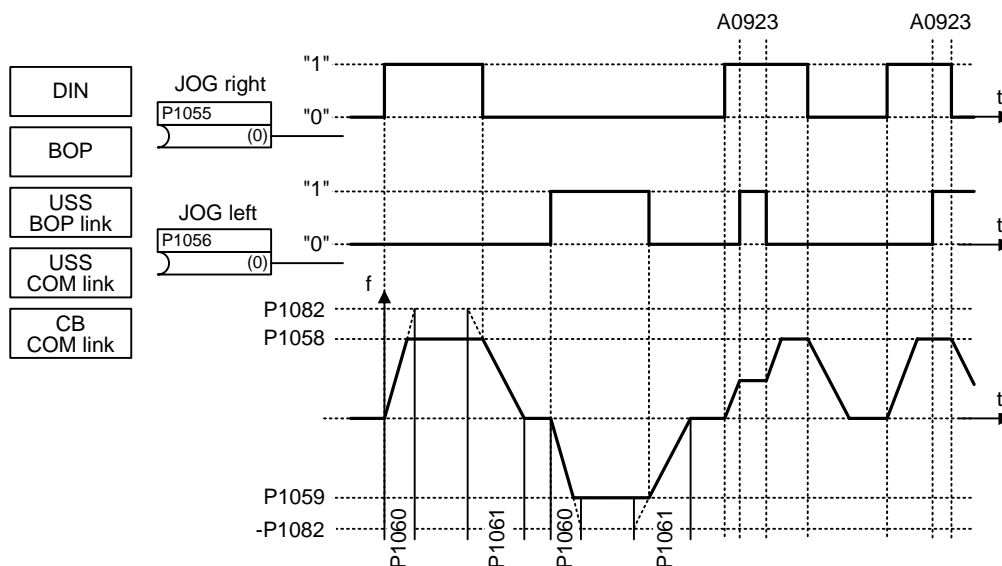 A0923 A0923
DIN
BOP
USS
BOP link
USS
COM link
CB
COM link
JOG right
P1055
(0)
"1"
"0"
t
JOG left
P1056
(0)
"1"
"0"
t
f
P1082
P1058
t
P1059
-P1082
P1060
P1061
P1060
P1061